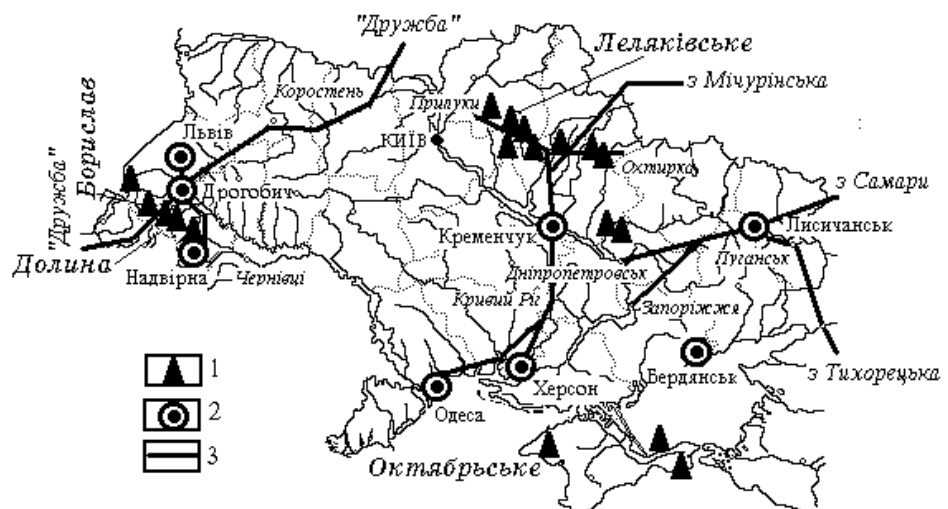 "Дружба"
Леляківське
з Мічурінська
Коростень
Прилуки
КИЇВ
Львів
Охтирка
Борислав
Дрогобич
з Самари
"Дружба"
Кременчук
Лисичанськ
Долина
Надвірна
Чернівці
Дніпропетровськ
Луганськ
Кривий Ріг
Запоріжжя
1
Бердянськ
з Тихорецька
Херсон
2
Одеса
3
Октябрьське